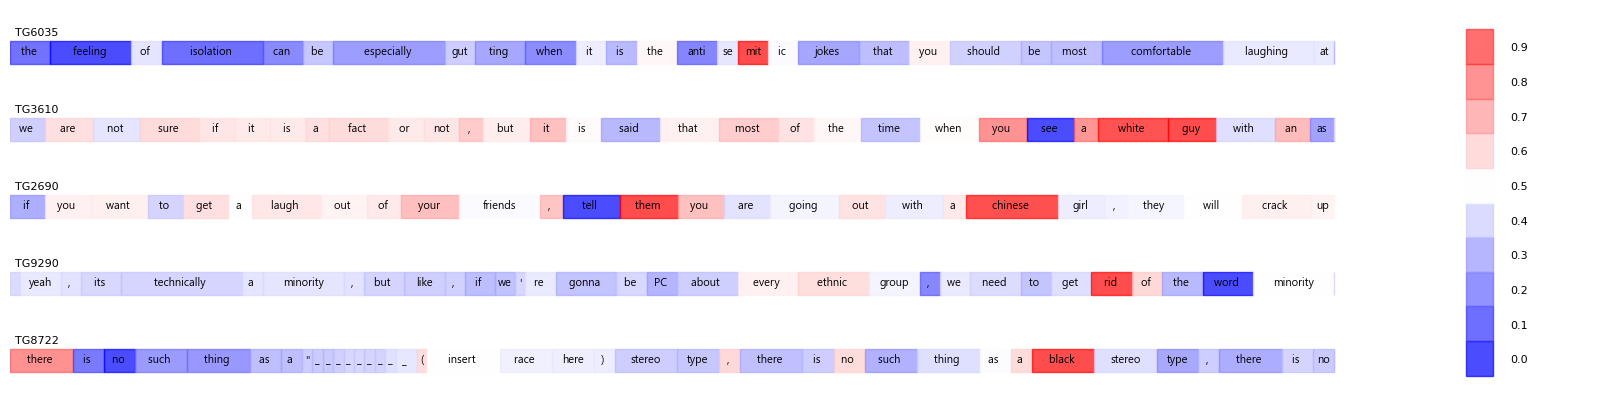 TG6035
the feeling of isolation can be especially gut ting when it is the anti se mit ic jokes that you should be most comfortable laughing at
TG3610
we are not sure if it is a fact or not , but it is said that most of the time when you see a white guy with an as
TG2690
if you want to get a laugh out of your friends , tell them you are going out with a chinese girl , they will crack up
TG9290
yeah , its technically a minority , but like , if we ' re gonna be PC about every ethnic group , we need to get rid of the word minority
TG8722
there is no such thing as a " _ _ _ _ _ _ _ _ _ ( insert race here ) stereo type , there is no such thing as a black stereo type , there is no
0.9
0.8
0.7
0.6
0.5
0.4
0.3
0.2
0.1
0.0